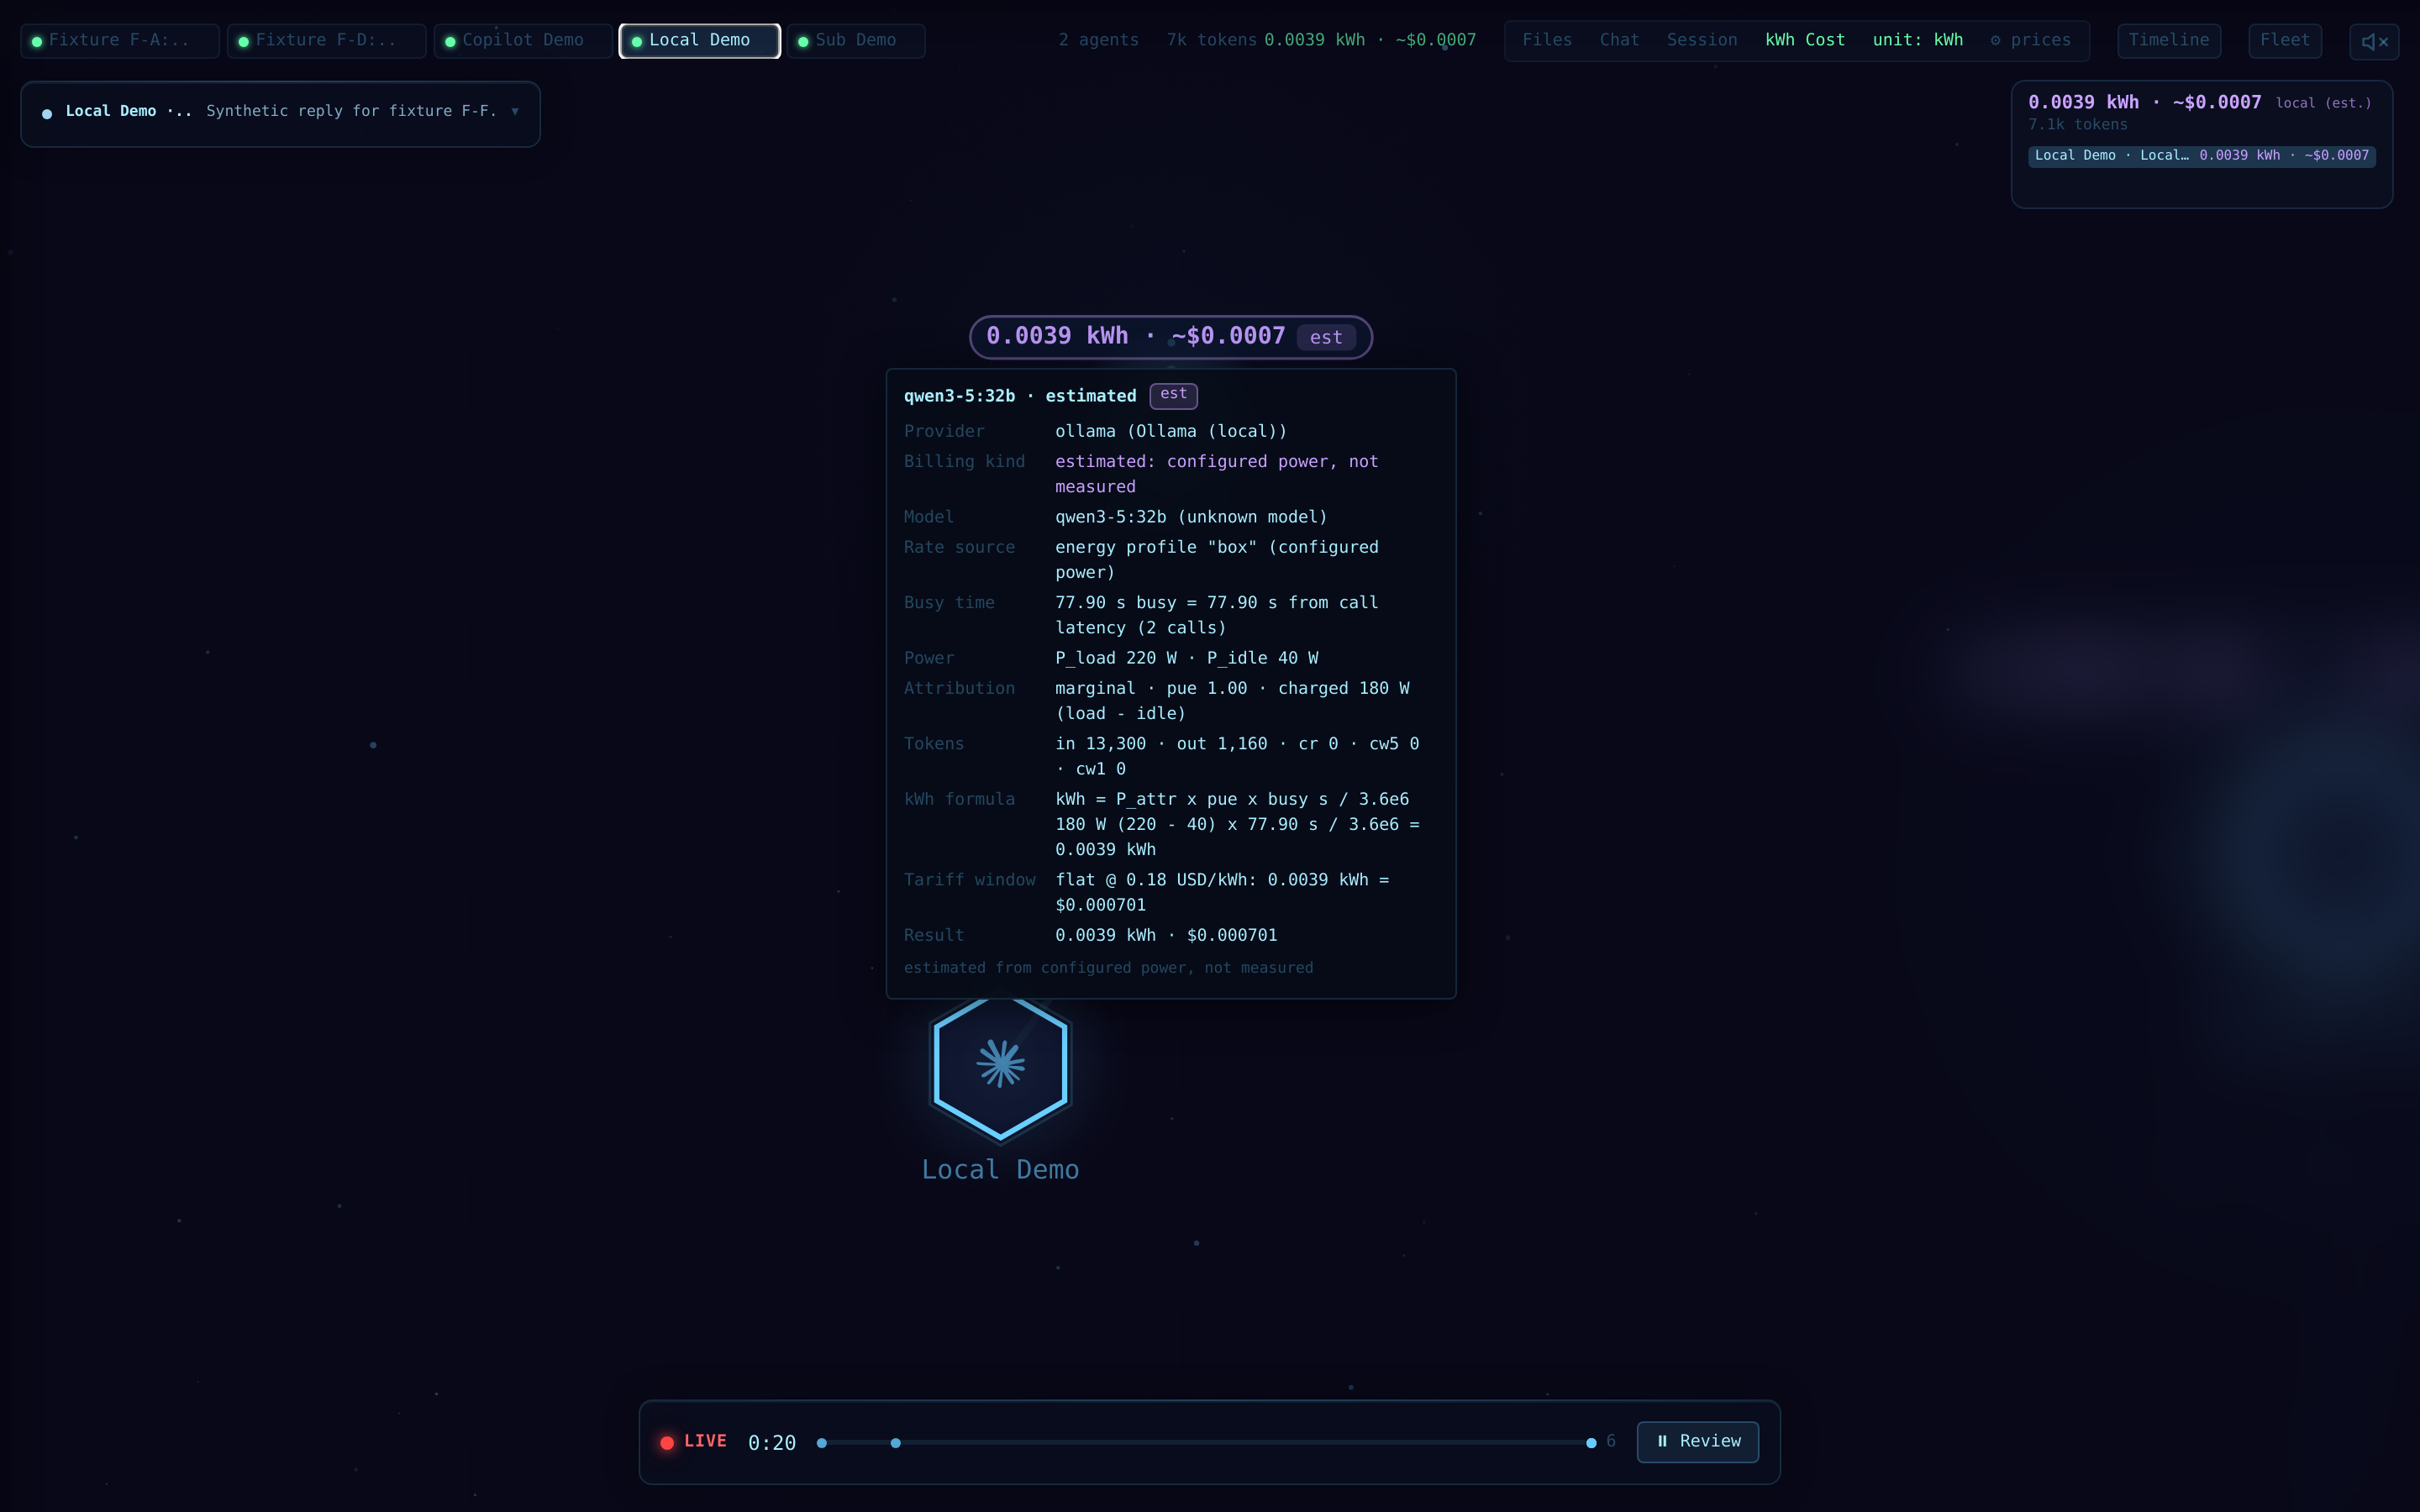 Fixture F-A:..
Fixture F-D:..
Copilot Demo
Local Demo
Sub Demo
2 agents
7k tokens
0.0039 kWh · ~$0.0007
Files
Chat
Session
kWh Cost
unit: kWh
⚙ prices
Timeline
Fleet
Local Demo ·.. Synthetic reply for fixture F-F. ▼
0.0039 kWh · ~$0.0007 local (est.)
7.1k tokens
Local Demo · Local… 0.0039 kWh · ~$0.0007
0.0039 kWh · ~$0.0007 est
qwen3-5:32b · estimated est
Provider ollama (Ollama (local))
Billing kind estimated: configured power, not
measured
Model qwen3-5:32b (unknown model)
Rate source energy profile "box" (configured
power)
Busy time 77.90 s busy = 77.90 s from call
latency (2 calls)
Power P_load 220 W · P_idle 40 W
Attribution marginal · pue 1.00 · charged 180 W
(load - idle)
Tokens in 13,300 · out 1,160 · cr 0 · cw5 0
· cw1 0
kWh formula kWh = P_attr x pue x busy s / 3.6e6
180 W (220 - 40) x 77.90 s / 3.6e6 =
0.0039 kWh
Tariff window flat @ 0.18 USD/kWh: 0.0039 kWh =
$0.000701
Result 0.0039 kWh · $0.000701
estimated from configured power, not measured
Local Demo
LIVE 0:20 6 Review